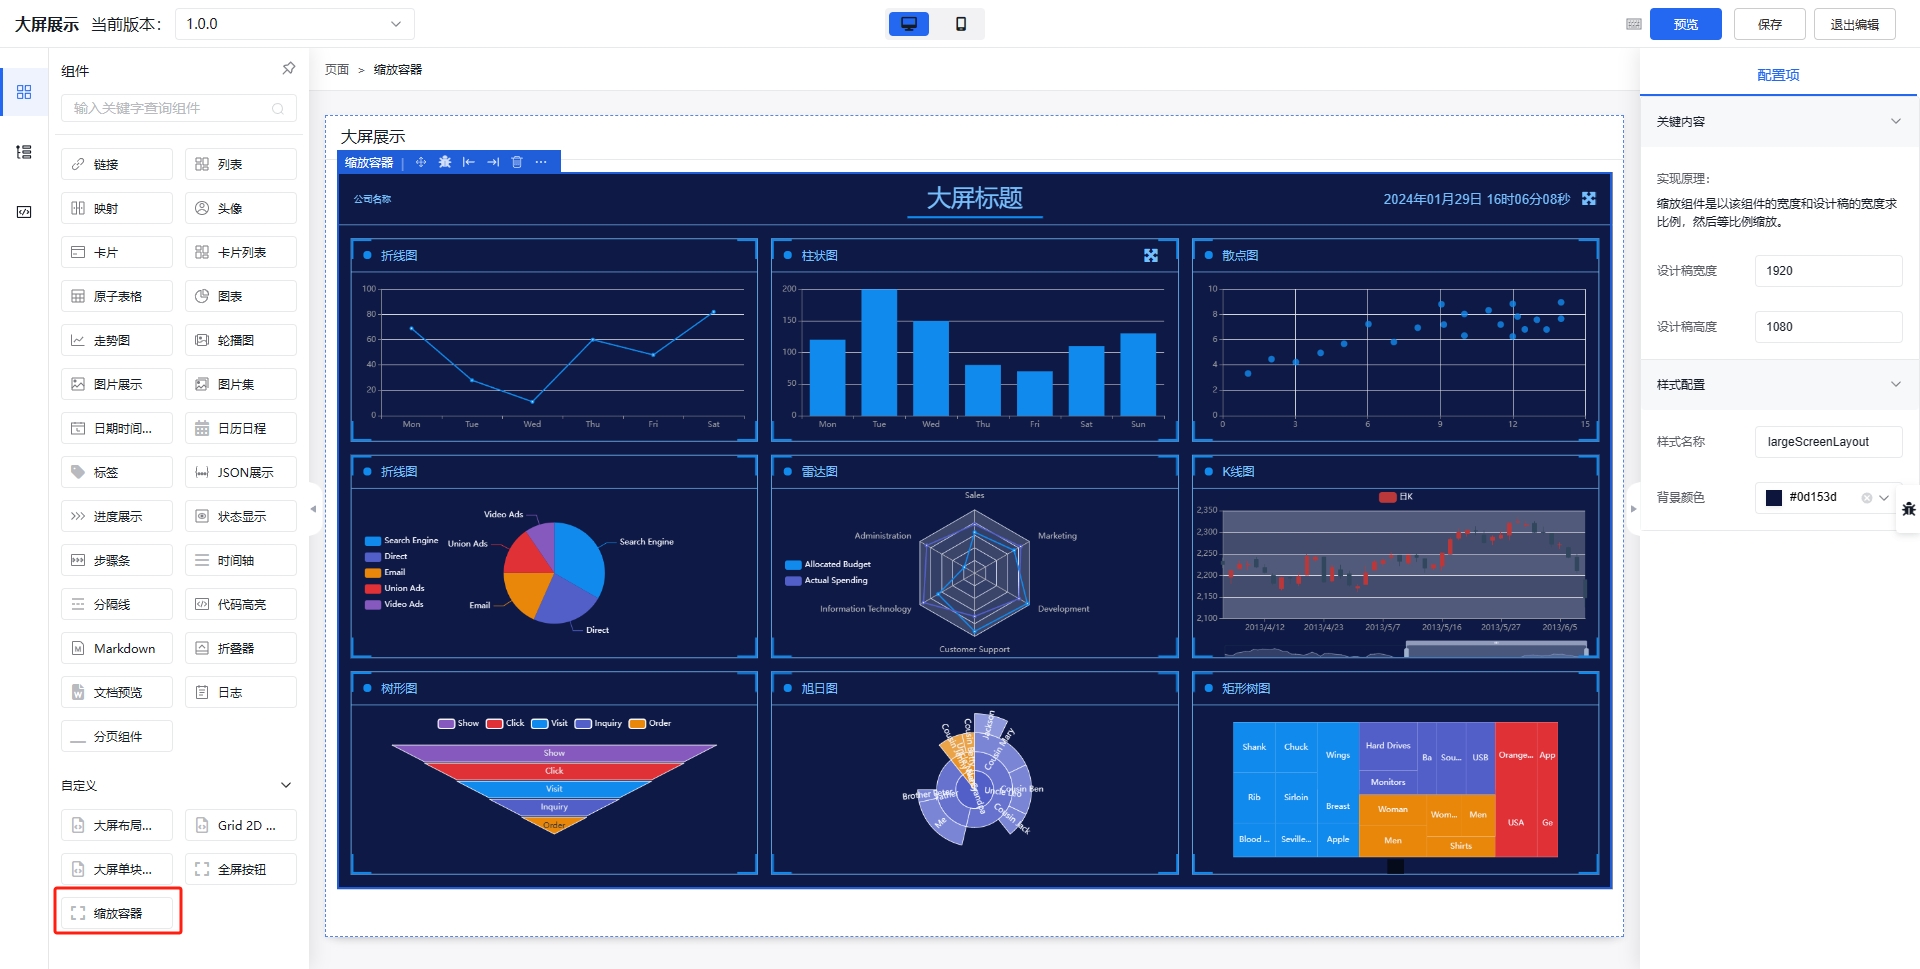 大屏展示 当前版本： 1.0.0
预览 保存 退出编辑
组件
输入关键字查询组件
链接 列表
映射 头像
卡片 卡片列表
原子表格 图表
走势图 轮播图
图片展示 图片集
日期时间... 日历日程
标签 JSON展示
进度展示 状态显示
步骤条 时间轴
分隔线 代码高亮
Markdown 折叠器
文档预览 日志
分页组件
自定义
大屏布局... Grid 2D ...
大屏单块... 全屏按钮
缩放容器
页面 > 缩放容器
大屏展示
缩放容器
公司名称 大屏标题 2024年01月29日 16时06分08秒
折线图
100
80
60
40
20
0
Mon Tue Wed Thu Fri Sat
柱状图
200
150
100
50
0
Mon Tue Wed Thu Fri Sat Sun
散点图
10
8
6
4
2
0
0 3 6 9 12 15
折线图
Search Engine
Direct
Email
Union Ads
Video Ads
Video Ads
Union Ads
Search Engine
Email
Direct
雷达图
Allocated Budget
Actual Spending
Sales
Administration Marketing
Information Technology Development
Customer Support
K线图
日K
2,350
2,300
2,250
2,200
2,150
2,100
2013/4/12 2013/4/23 2013/5/7 2013/5/16 2013/5/27 2013/6/5
树形图
Show Click Visit Inquiry Order
Show
Click
Visit
Inquiry
Order
旭日图
Jackson
Cousin Mary
Cousin Ben
Uncle Leo
Cousin Jack
Grandpa
Father
Brother Peter
Me
矩形树图
Shank Chuck Wings
Rib Sirloin Breast
Blood ... Seville... Apple
Hard Drives Ba Sou... USB
Monitors
Woman Wom... Men
Men Shirts
Orange... App
USA Go
配置项
关键内容
实现原理：
缩放组件是以该组件的宽度和设计稿的宽度求
比例，然后等比例缩放。
设计稿宽度 1920
设计稿高度 1080
样式配置
样式名称 largeScreenLayout
背景颜色 #0d153d